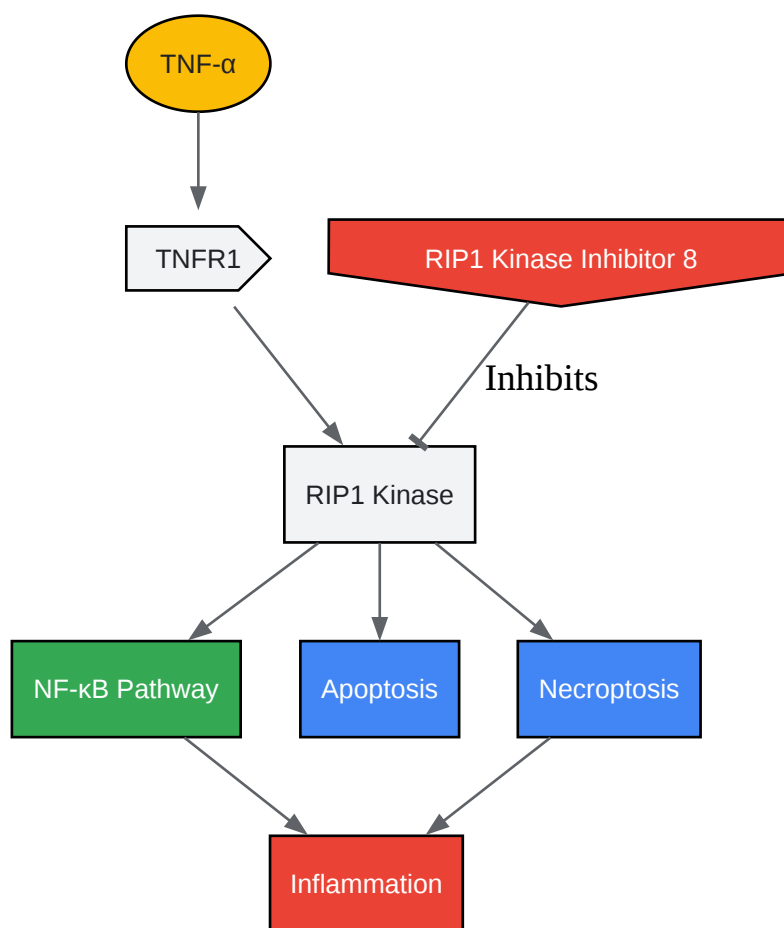 TNF-α
TNFR1
RIP1 Kinase Inhibitor 8
Inhibits
RIP1 Kinase
NF-κB Pathway
Apoptosis
Necroptosis
Inflammation